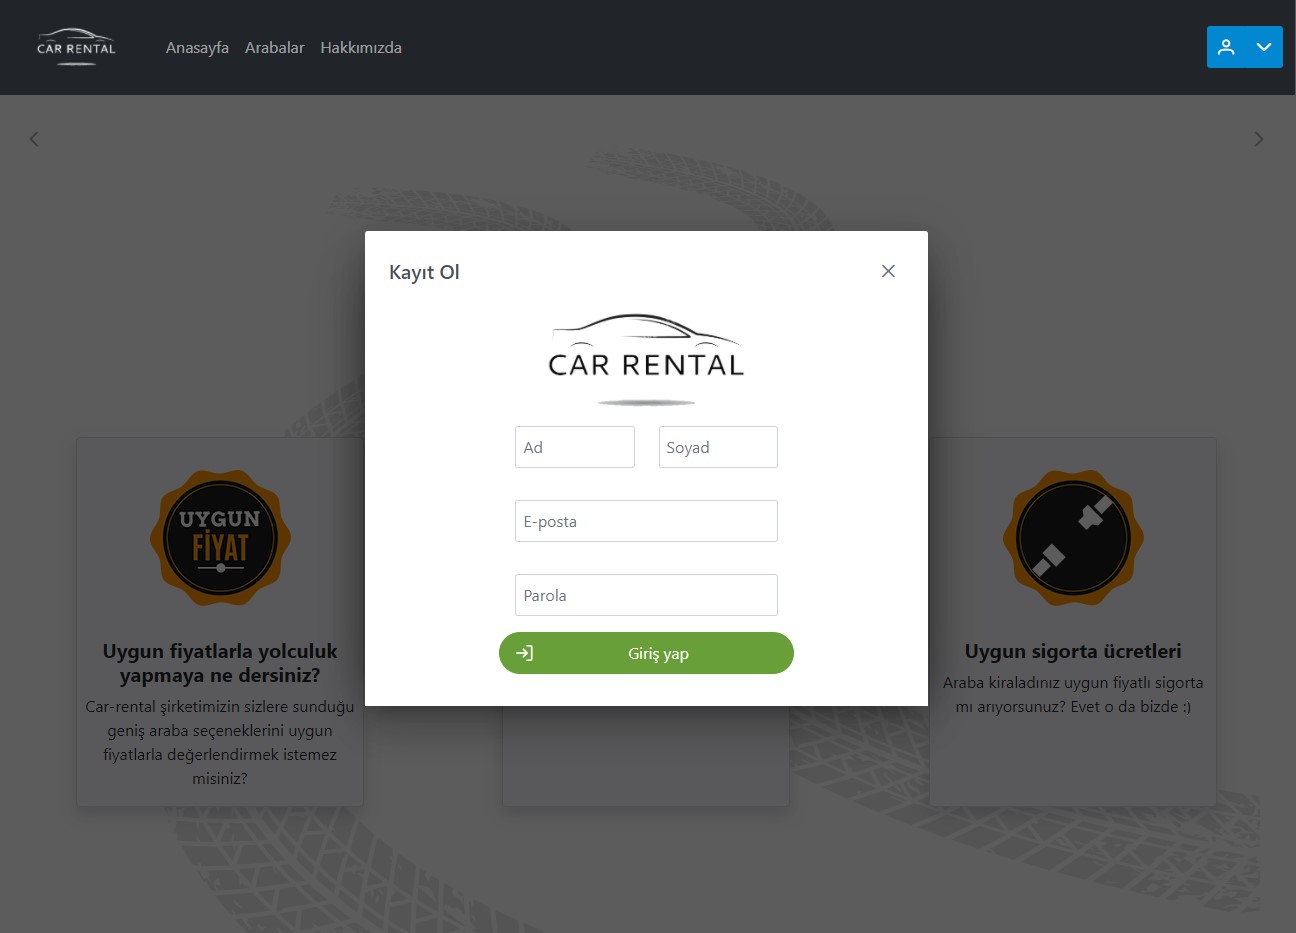 CAR RENTAL
Anasayfa Arabalar Hakkımızda
Kayıt Ol
CAR RENTAL
Ad
Soyad
E-posta
Parola
Giriş yap
UYGUN
FİYAT
Uygun fiyatlarla yolculuk
yapmaya ne dersiniz?
Car-rental şirketimizin sizlere sunduğu
geniş araba seçeneklerini uygun
fiyatlarla değerlendirmek istemez
misiniz?
Uygun sigorta ücretleri
Araba kiraladınız uygun fiyatlı sigorta
mı arıyorsunuz? Evet o da bizde :)